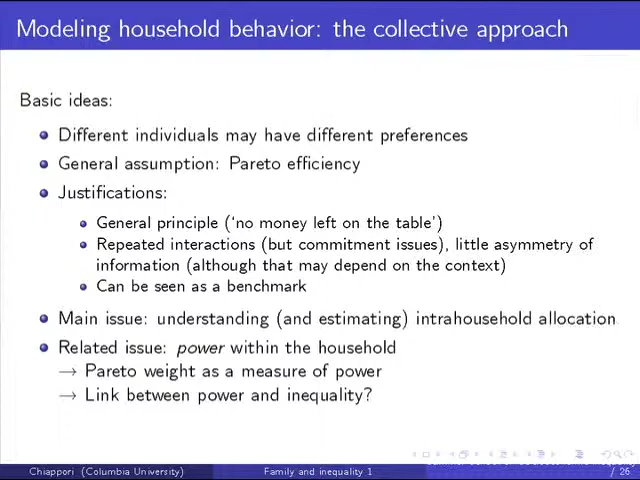 Modeling household behavior: the collective approach
Basic ideas:
Different individuals may have different preferences
General assumption: Pareto efficiency
Justifications:
General principle ('no money left on the table')
Repeated interactions (but commitment issues), little asymmetry of
information (although that may depend on the context)
Can be seen as a benchmark
Main issue: understanding (and estimating) intrahousehold allocation
Related issue: power within the household
→ Pareto weight as a measure of power
→ Link between power and inequality?
Chiappori (Columbia University)
Family and inequality 1
/ 26